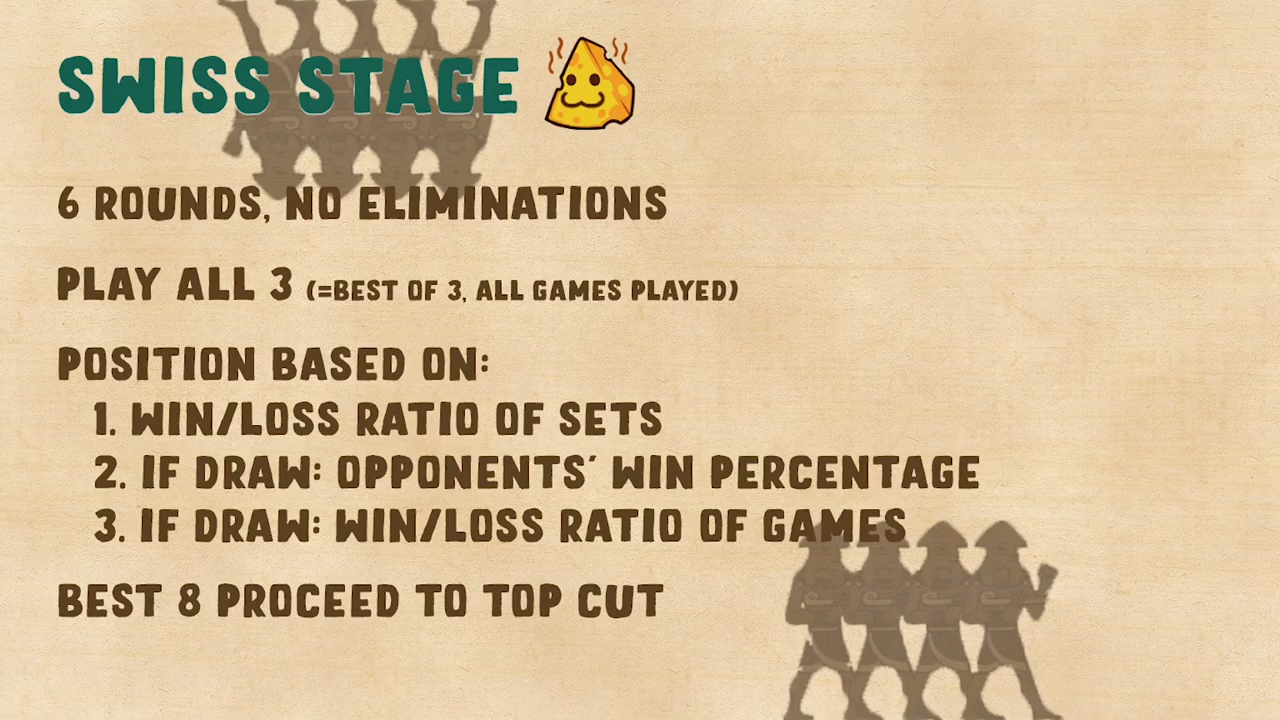 SWISS STAGE
6 ROUNDS, NO ELIMINATIONS
PLAY ALL 3 (=BEST OF 3, ALL GAMES PLAYED)
POSITION BASED ON:
1. WIN/LOSS RATIO OF SETS
2. IF DRAW: OPPONENTS' WIN PERCENTAGE
3. IF DRAW: WIN/LOSS RATIO OF GAMES
BEST 8 PROCEED TO TOP CUT